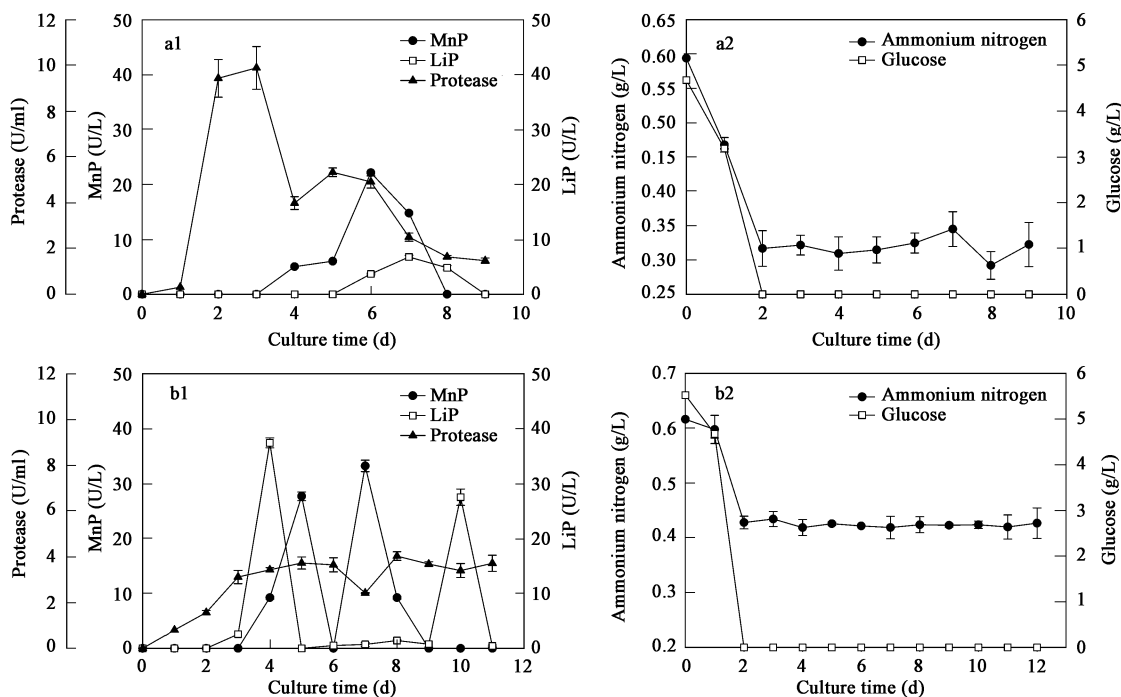 a1
MnP
LiP
Protease
Protease (U/ml)
12
10
8
6
4
2
0
MnP (U/L)
50
40
30
20
10
0
LiP (U/L)
50
40
30
20
10
0
0 2 4 6 8 10
Culture time (d)
a2
Ammonium nitrogen
Glucose
Ammonium nitrogen (g/L)
0.65
0.60
0.55
0.50
0.15
0.40
0.35
0.30
0.25
Glucose (g/L)
6
5
4
3
2
1
0
0 2 4 6 8 10
Culture time (d)
b1
MnP
LiP
Protease
Protease (U/ml)
12
10
8
6
4
2
0
MnP (U/L)
50
40
30
20
10
0
LiP (U/L)
50
40
30
20
10
0
0 2 4 6 8 10 12
Culture time (d)
b2
Ammonium nitrogen
Glucose
Ammonium nitrogen (g/L)
0.7
0.6
0.5
0.4
0.3
0.2
Glucose (g/L)
6
5
4
3
2
1
0
0 2 4 6 8 10 12
Culture time (d)